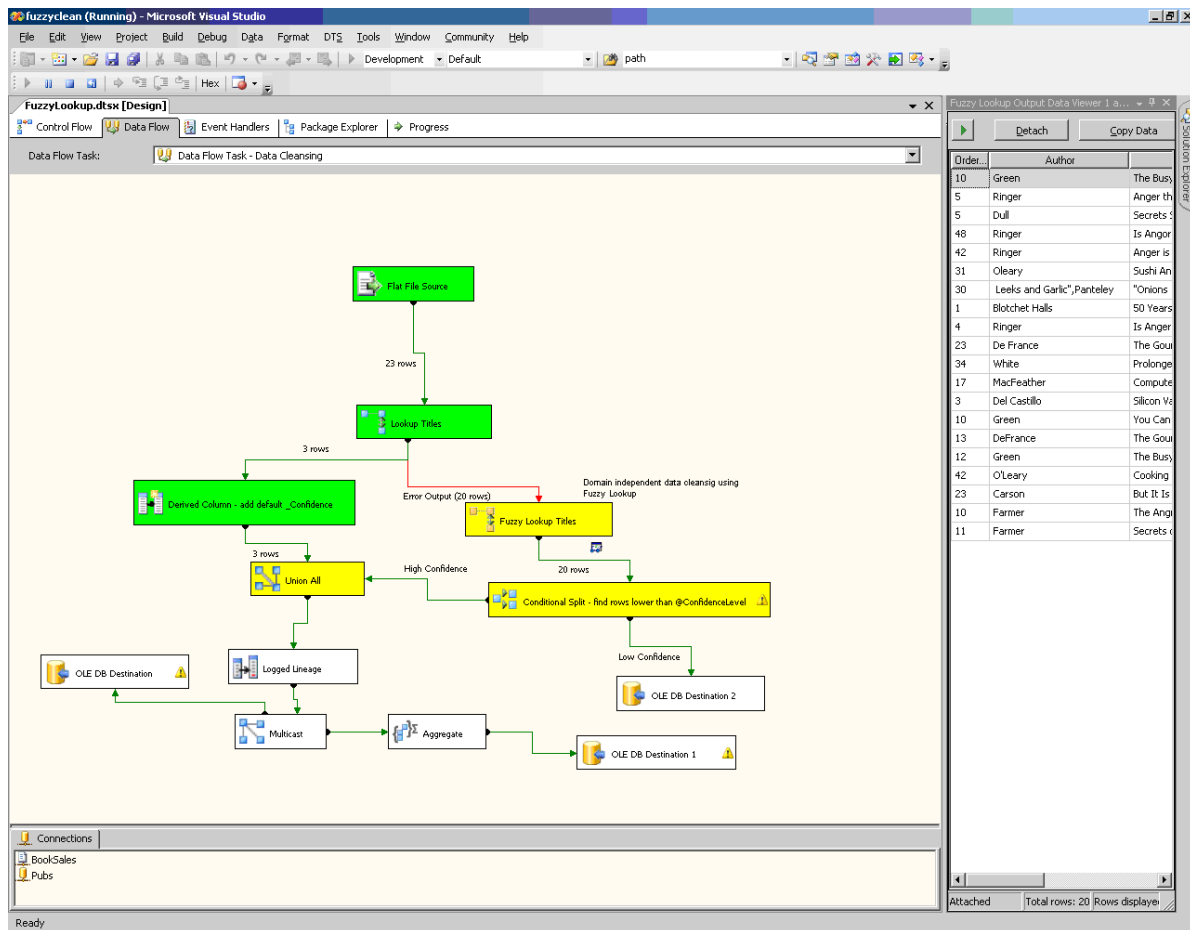 fuzzyclean (Running) - Microsoft Visual Studio
File Edit View Project Build Debug Data Format DTS Tools Window Community Help
Development Default path
Hex
FuzzyLookup.dtsx [Design]
Control Flow Data Flow Event Handlers Package Explorer Progress
Data Flow Task: Data Flow Task - Data Cleansing
Flat File Source
23 rows
Lookup Titles
3 rows
Error Output (20 rows)
Domain independent data cleansig using
Fuzzy Lookup
Derived Column - add default _Confidence
Fuzzy Lookup Titles
3 rows
20 rows
High Confidence
Union All
Conditional Split - find rows lower than @ConfidenceLevel
Low Confidence
Logged Lineage
OLE DB Destination
OLE DB Destination 2
Multicast
Aggregate
OLE DB Destination 1
Connections
BookSales
Pubs
Ready
Fuzzy Lookup Output Data Viewer 1 a...
Detach Copy Data
Order... Author
10 Green The Busy
5 Ringer Anger th
5 Dull Secrets
48 Ringer Is Angor
42 Ringer Anger is
31 Oleary Sushi An
30 Leeks and Garlic",Panteley "Onions
1 Blotchet Halls 50 Years
4 Ringer Is Anger
23 De France The Gou
34 White Prolonge
17 MacFeather Compute
3 Del Castillo Silicon Va
10 Green You Can
13 DeFrance The Gou
12 Green The Busy
42 O'Leary Cooking
23 Carson But It Is
10 Farmer The Angi
11 Farmer Secrets
Attached Total rows: 20 Rows displaye
Solution Explorer